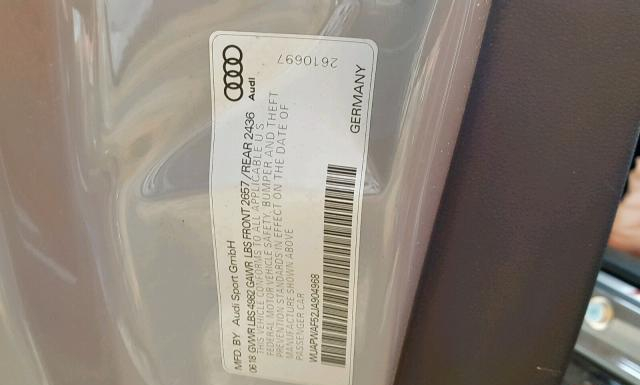 Audi
2610697
GERMANY
MFD. BY Audi Sport GmbH
06 18 GVWR LBS 4982 GAWR LBS FRONT 2657/REAR 2436
THIS VEHICLE CONFORMS TO ALL APPLICABLE U S
FEDERAL MOTOR VEHICLE SAFETY, BUMPER AND THEFT
PREVENTION STANDARDS IN EFFECT ON THE DATE OF
MANUFACTURE SHOWN ABOVE
PASSENGER CAR
WUAPWAF52JA904968